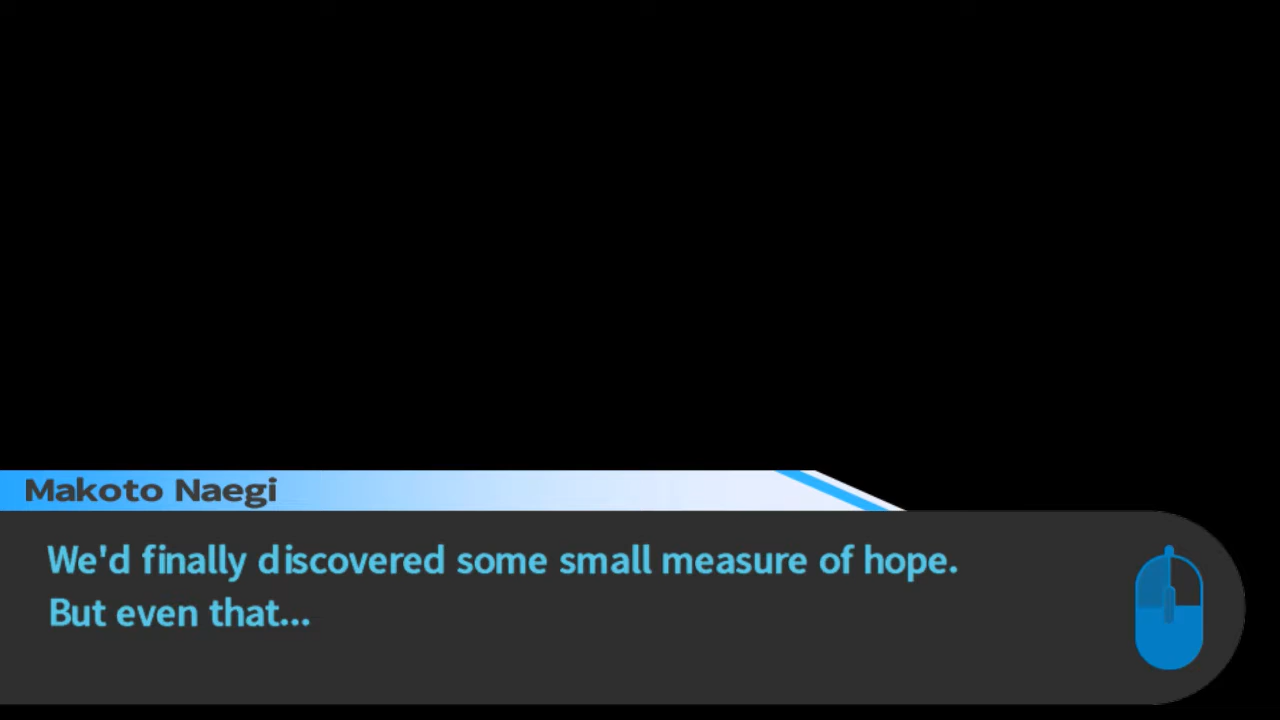 Makoto Naegi
We'd finally discovered some small measure of hope.
But even that...